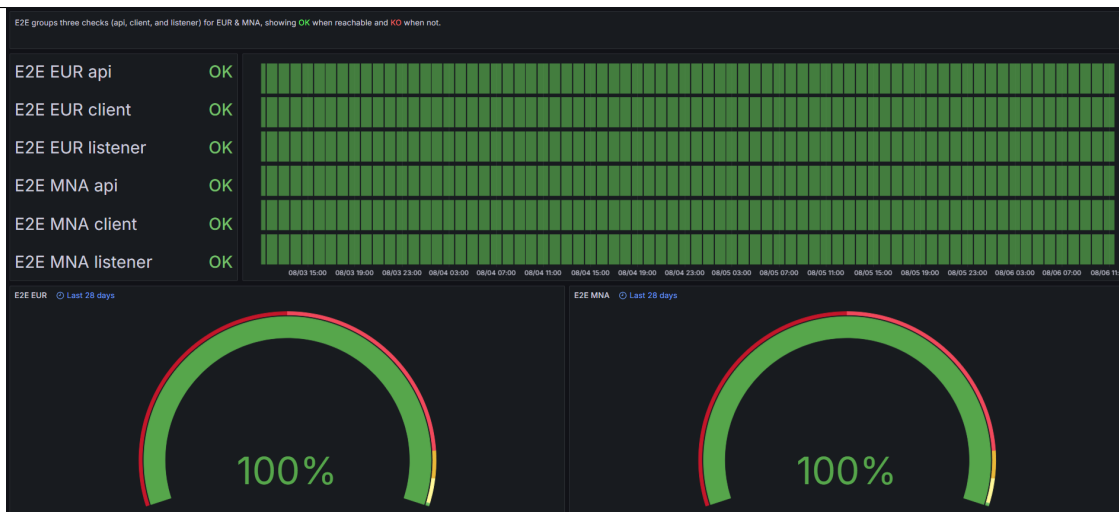 E2E groups three checks (api, client, and listener) for EUR & MNA, showing OK when reachable and KO when not.
E2E EUR api OK
E2E EUR client OK
E2E EUR listener OK
E2E MNA api OK
E2E MNA client OK
E2E MNA listener OK
08/03 15:00 08/03 19:00 08/03 23:00 08/04 03:00 08/04 07:00 08/04 11:00 08/04 15:00 08/04 19:00 08/04 23:00 08/05 03:00 08/05 07:00 08/05 11:00 08/05 15:00 08/05 19:00 08/05 23:00 08/06 03:00 08/06 07:00 08/06 11:
E2E EUR Last 28 days
E2E MNA Last 28 days
100%
100%